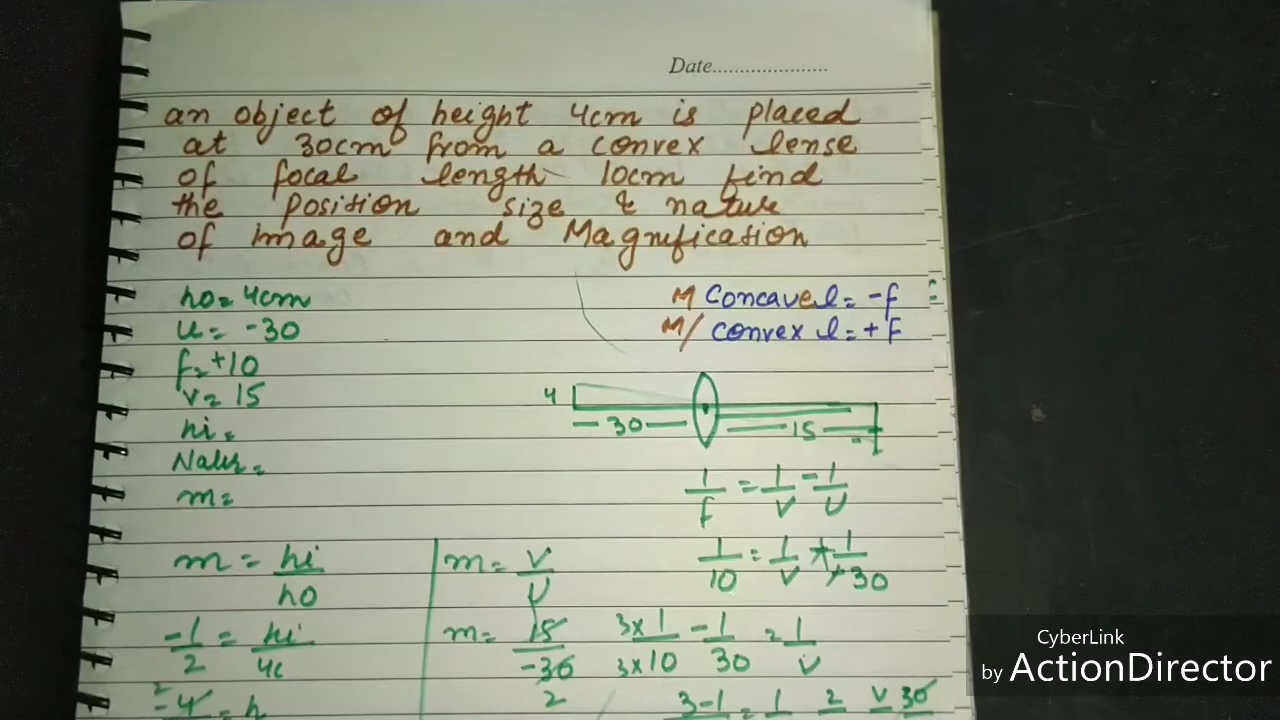 Date.....................
an object of height 4cm is placed
at 30cm from a convex lense
of focal length 10cm find
the position size & nature
of image and Magnification
ho= 4cm
M Concave l= -f
u= -30
M/ convex l= + F
f= +10
v= 15
4
30
15
hi=
m=
1/f = 1/v - 1/u
m = hi/ho
m= v/u
1/10 = 1/v + 1/+30
-1/2 = hi/4
m= 15/-30
2
3x1/3x10 - 1/30 = 1/v
3-1
CyberLink
by ActionDirector